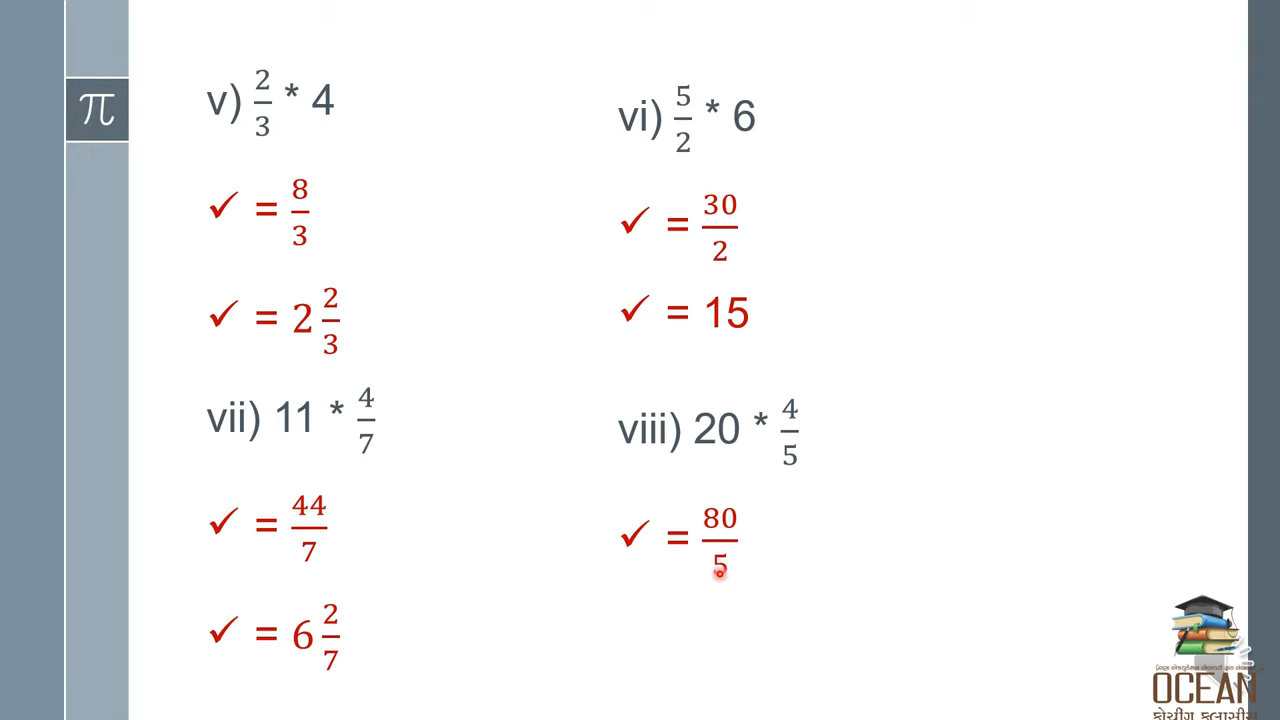 π
v) 2/3 * 4
✓ = 8/3
✓ = 2 2/3
vi) 5/2 * 6
✓ = 30/2
✓ = 15
vii) 11 * 4/7
✓ = 44/7
✓ = 6 2/7
viii) 20 * 4/5
✓ = 80/5
OCEAN
કોચીંગ ક્લાસીસ